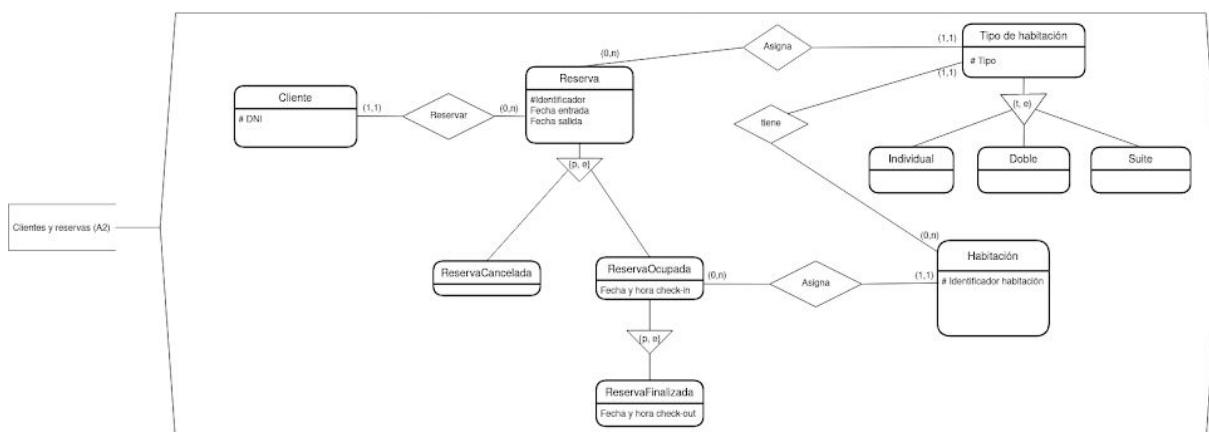 Tipo de habitación
# Tipo
(1,1)
(1,1)
Asigna
(0,n)
Reserva
#Identificador
Fecha entrada
Fecha salida
Cliente
# DNI
(1,1)
Reservar
(0,n)
tiene
{t, e}
Individual
Doble
Suite
{p, e}
Clientes y reservas (A2)
(0,n)
Habitación
# Identificador habitación
ReservaCancelada
ReservaOcupada
Fecha y hora check-in
(0,n)
Asigna
(1,1)
{p, e}
ReservaFinalizada
Fecha y hora check-out